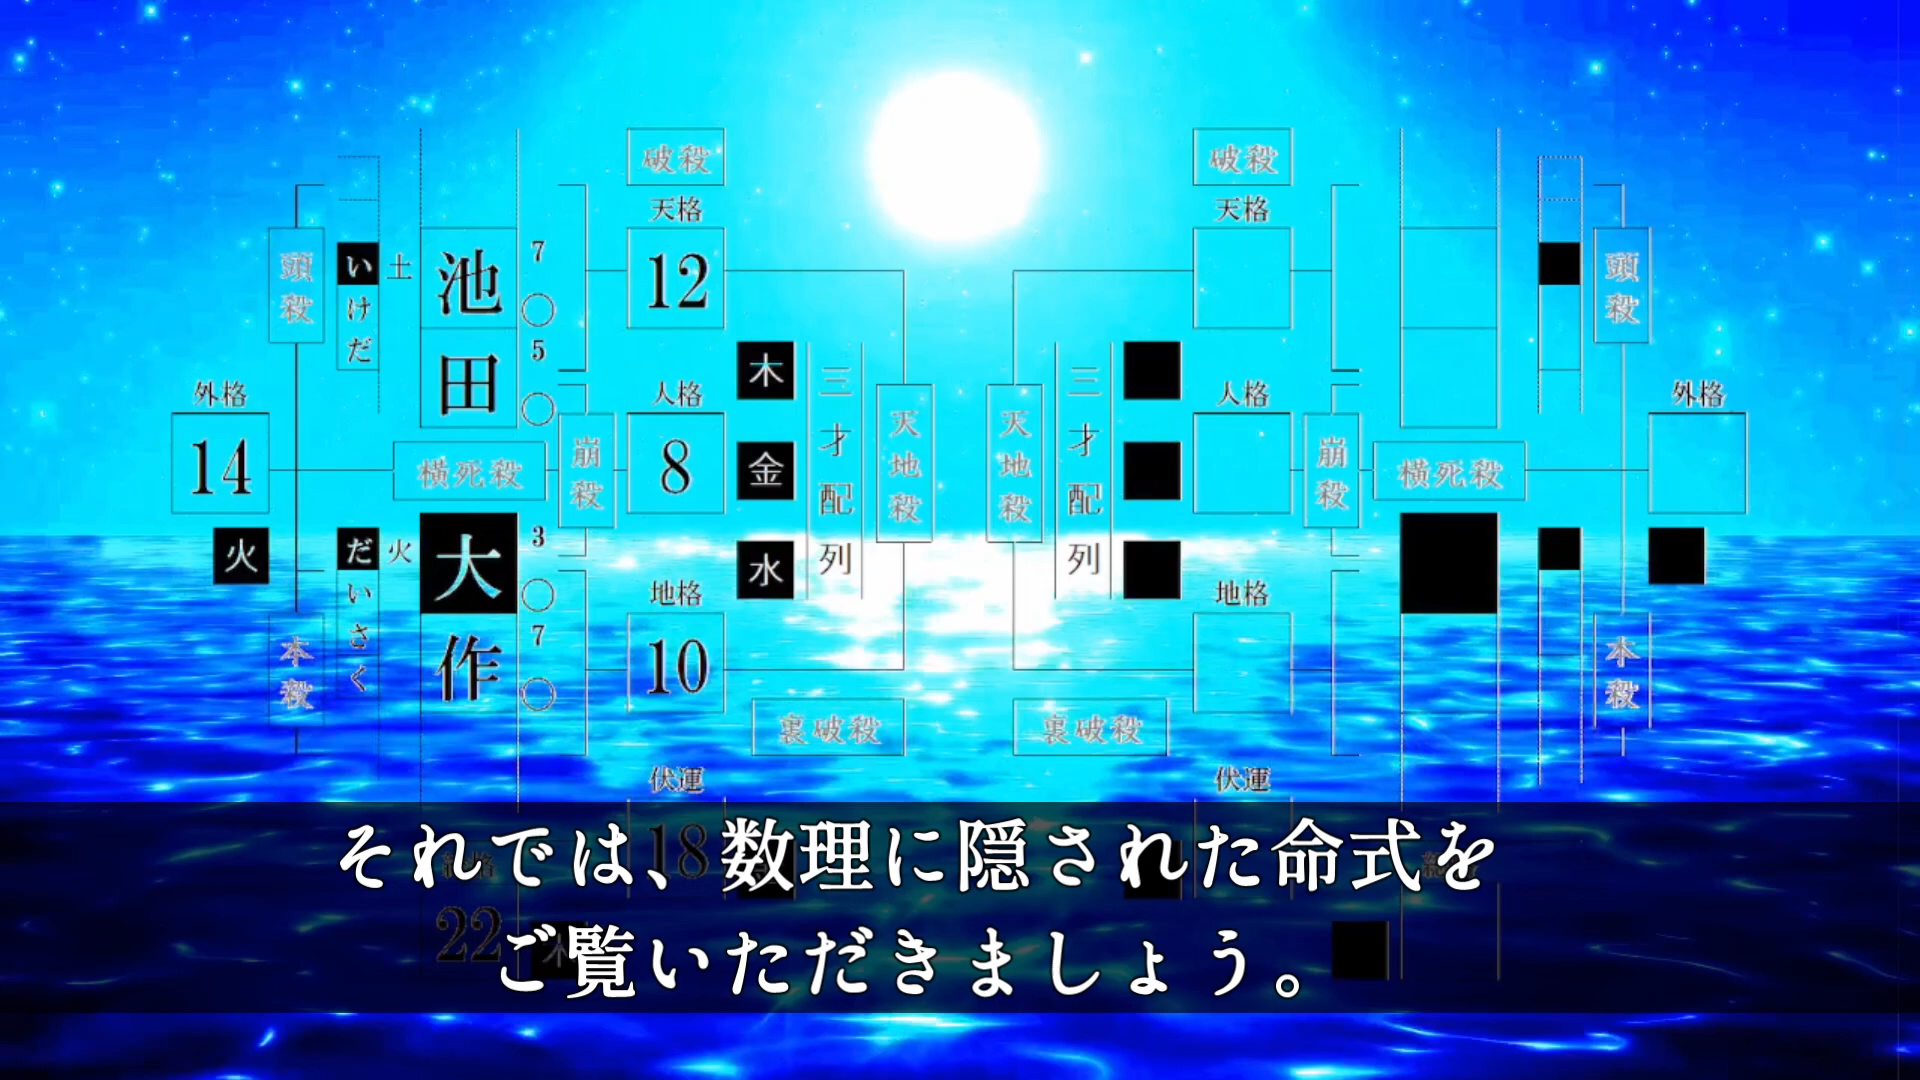 破殺
天格
12
人格
8
地格
10
裏破殺
伏運
18
木
金
水
三才配列
天地殺
崩殺
横死殺
池田
大作
7
5
3
7
土
火
いけだ
だいさく
頭殺
本殺
外格
14
火
総格
22
木
破殺
天格
人格
地格
裏破殺
伏運
三才配列
天地殺
崩殺
横死殺
頭殺
本殺
外格
それでは、数理に隠された命式を
ご覧いただきましょう。